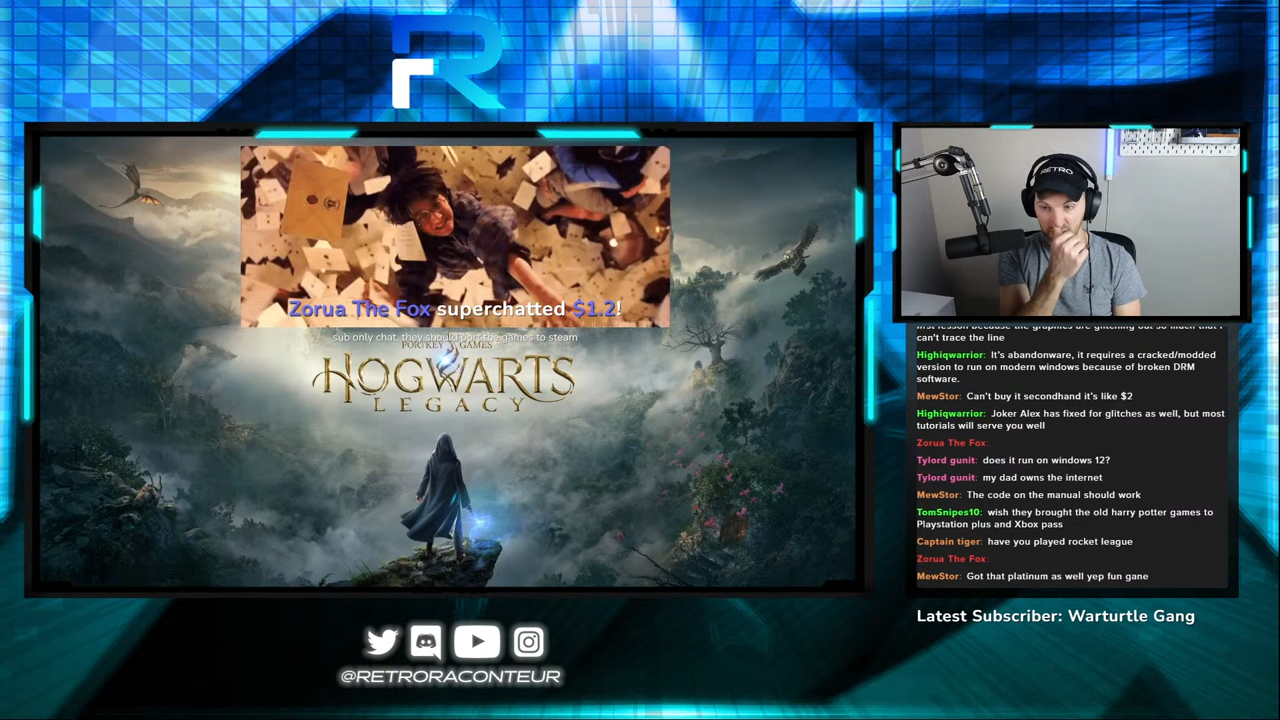 FR
Zorua The Fox superchatted $1.2!
sub only chat, they should port the games to steam
PORTKEY GAMES
HOGWARTS
LEGACY
@RETRORACONTEUR
RETRO
can't trace the line
Highiqwarrior: It's abandonware, it requires a cracked/modded
version to run on modern windows because of broken DRM
software.
MewStor: Can't buy it secondhand it's like $2
Highiqwarrior: Joker Alex has fixed for glitches as well, but most
tutorials will serve you well
Zorua The Fox:
Tylord gunit: does it run on windows 12?
Tylord gunit: my dad owns the internet
MewStor: The code on the manual should work
TomSnipes10: wish they brought the old harry potter games to
Playstation plus and Xbox pass
Captain tiger: have you played rocket league
Zorua The Fox:
MewStor: Got that platinum as well yep fun gane
Latest Subscriber: Warturtle Gang